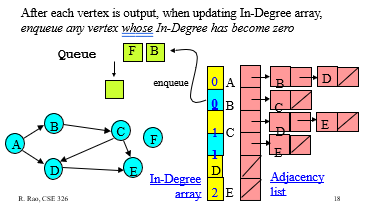 After each vertex is output, when updating In-Degree array,
enqueue any vertex whose In-Degree has become zero
Queue F B
enqueue
0 A B D
0 B C
1 C D E
1 D E
2 E
A B C D E F
In-Degree array
Adjacency list
R. Rao, CSE 326 18